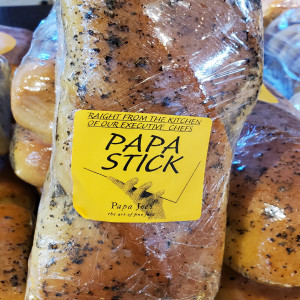 RAIGHT FROM THE KITCHEN
OF OUR EXECUTIVE CHEFS
PAPA
STICK
Papa Joe's
the art of fine food